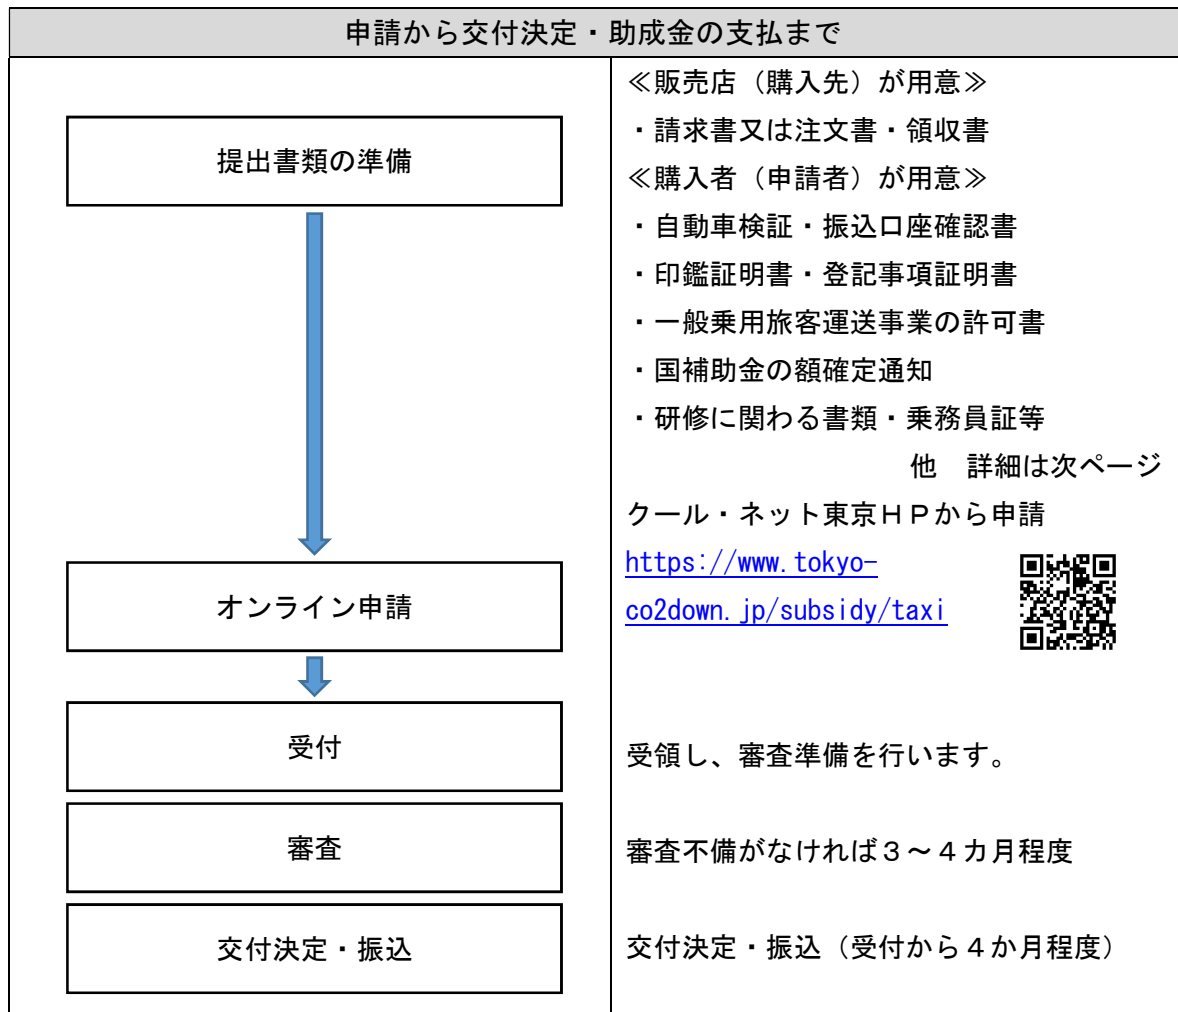 申請から交付決定・助成金の支払まで
提出書類の準備
≪販売店（購入先）が用意≫
・請求書又は注文書・領収書
≪購入者（申請者）が用意≫
・自動車検証・振込口座確認書
・印鑑証明書・登記事項証明書
・一般乗用旅客運送事業の許可書
・国補助金の額確定通知
・研修に関わる書類・乗務員証等
他　詳細は次ページ
オンライン申請
クール・ネット東京ＨＰから申請
https://www.tokyo-
co2down.jp/subsidy/taxi
受付
受領し、審査準備を行います。
審査
審査不備がなければ３～４カ月程度
交付決定・振込
交付決定・振込（受付から４か月程度）